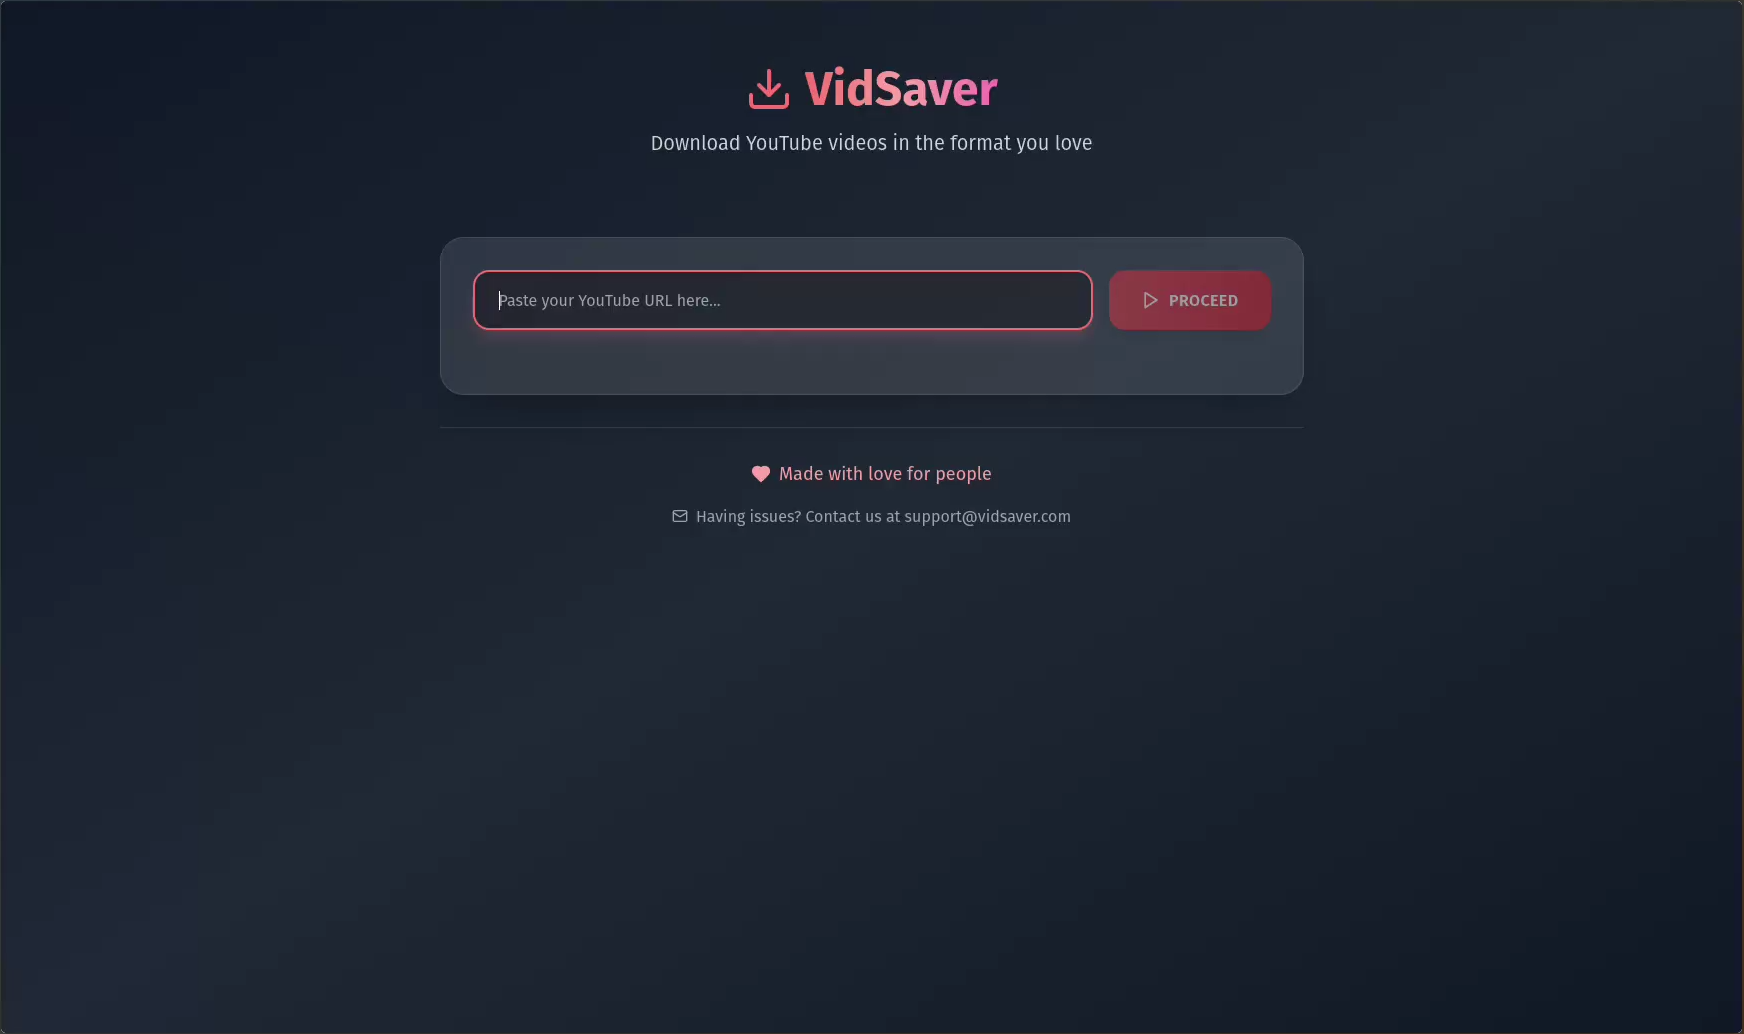 VidSaver
Download YouTube videos in the format you love
Paste your YouTube URL here...
PROCEED
Made with love for people
Having issues? Contact us at support@vidsaver.com